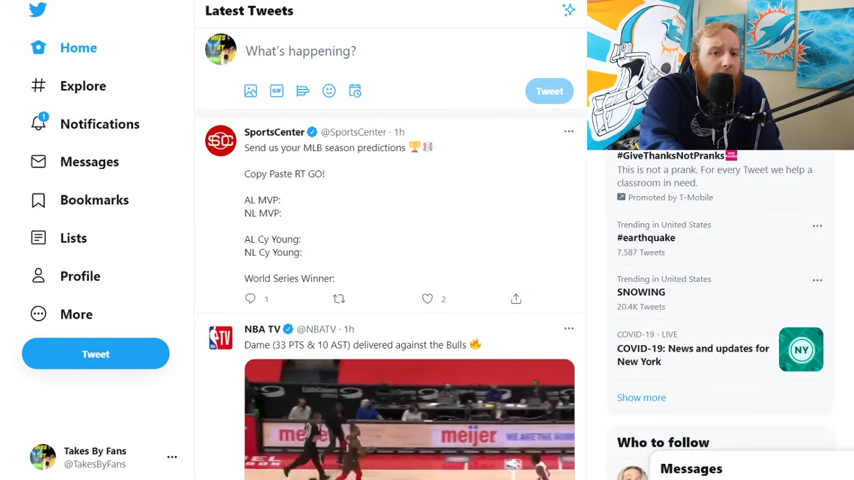 Latest Tweets
Home
What's happening?
Explore
Tweet
Notifications
1
Messages
Bookmarks
Lists
Profile
More
Tweet
Takes By Fans
@TakesByFans
SportsCenter @SportsCenter · 1h
Send us your MLB season predictions 🏆⚾
Copy Paste RT GO!
AL MVP:
NL MVP:
AL Cy Young:
NL Cy Young:
World Series Winner:
1
2
NBA TV @NBATV · 1h
Dame (33 PTS & 10 AST) delivered against the Bulls 🔥
meijer
WE ARE THE
#GiveThanksNotPranks
This is not a prank. For every Tweet we help a
classroom in need.
Promoted by T-Mobile
Trending in United States
#earthquake
7,587 Tweets
Trending in United States
SNOWING
20.4K Tweets
COVID-19 · LIVE
COVID-19: News and updates for
New York
NY
Show more
Who to follow
Messages